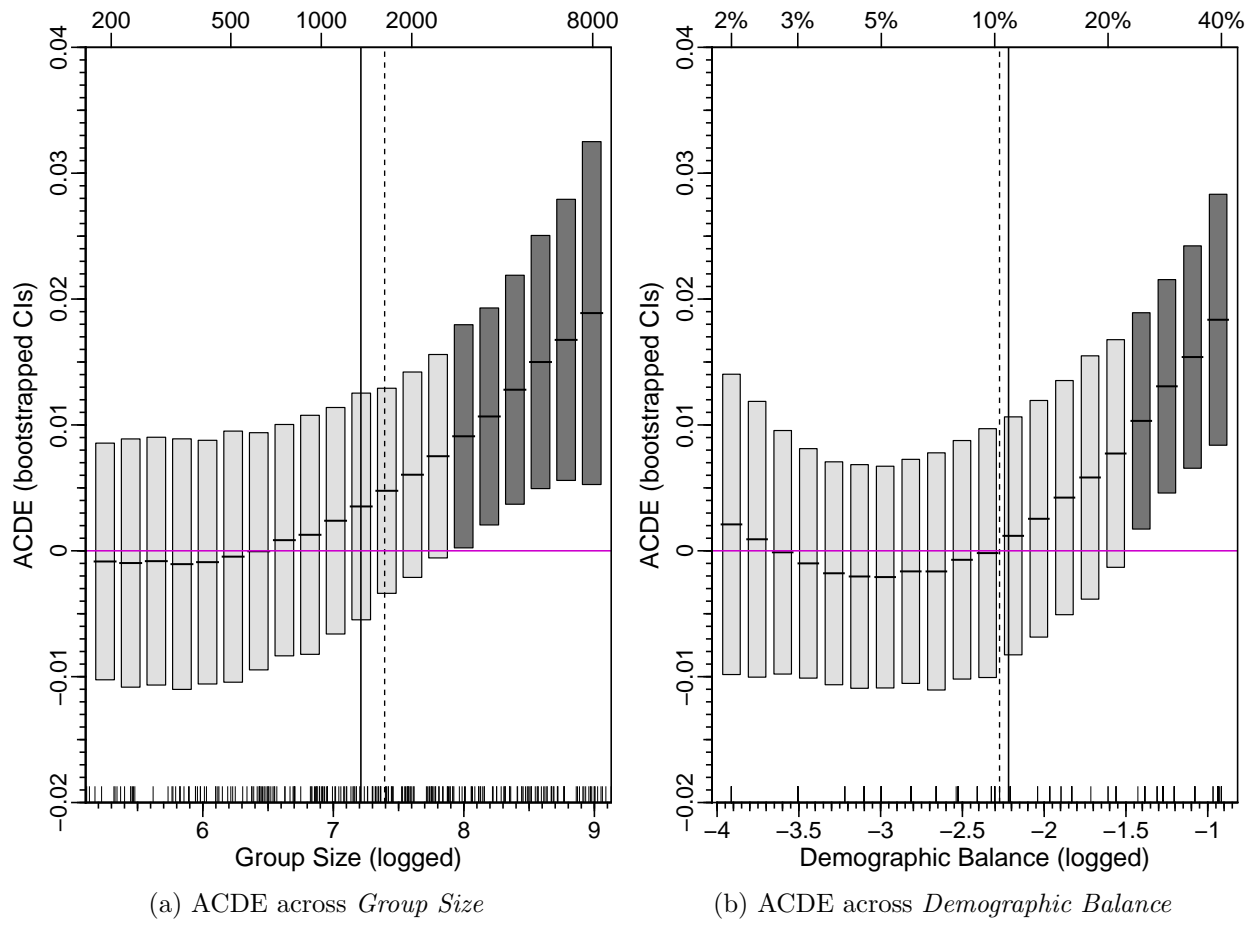 200 500 1000 2000 8000
0.04
0.03
0.02
0.01
0
−0.01
−0.02
ACDE (bootstrapped CIs)
6 7 8 9
Group Size (logged)
(a) ACDE across Group Size
2% 3% 5% 10% 20% 40%
0.04
0.03
0.02
0.01
0
−0.01
−0.02
ACDE (bootstrapped CIs)
−4 −3.5 −3 −2.5 −2 −1.5 −1
Demographic Balance (logged)
(b) ACDE across Demographic Balance